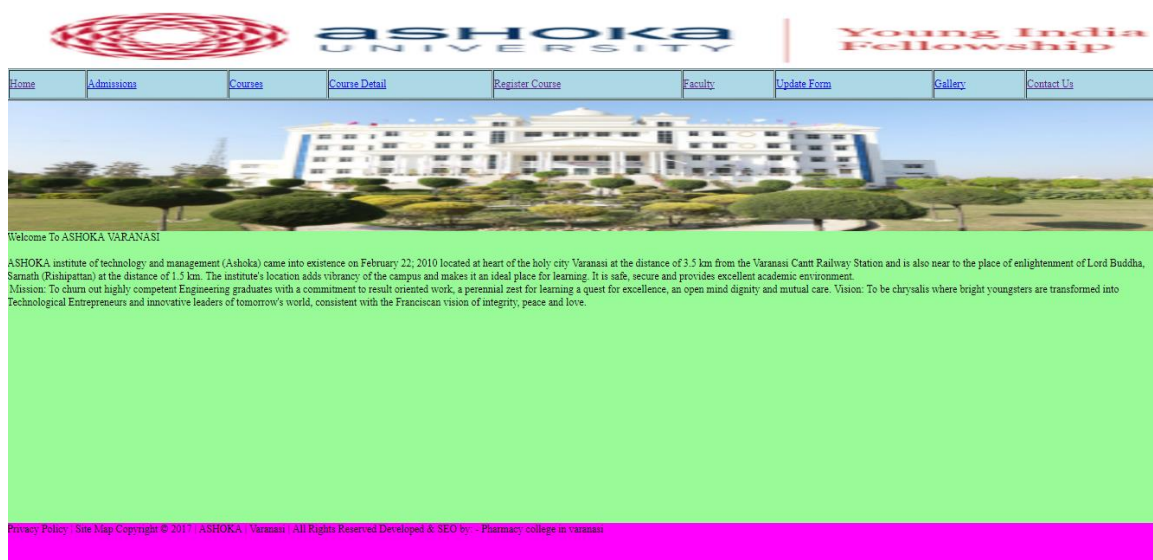 ASHOKA
UNIVERSITY
Young India
Fellowship
Home Admissions Courses Course Detail Register Course Faculty Update Form Gallery Contact Us
Welcome To ASHOKA VARANASI
ASHOKA institute of technology and management (Ashoka) came into existence on February 22; 2010 located at heart of the holy city Varanasi at the distance of 3.5 km from the Varanasi Cantt Railway Station and is also near to the place of enlightenment of Lord Buddha,
Sarnath (Rishipattan) at the distance of 1.5 km. The institute's location adds vibrancy of the campus and makes it an ideal place for learning. It is safe, secure and provides excellent academic environment.
Mission: To churn out highly competent Engineering graduates with a commitment to result oriented work, a perennial zest for learning a quest for excellence, an open mind dignity and mutual care. Vision: To be chrysalis where bright youngsters are transformed into
Technological Entrepreneurs and innovative leaders of tomorrow's world, consistent with the Franciscan vision of integrity, peace and love.
Privacy Policy | Site Map Copyright © 2017 | ASHOKA | Varanasi | All Rights Reserved Developed & SEO by: - Pharmacy college in varanasi